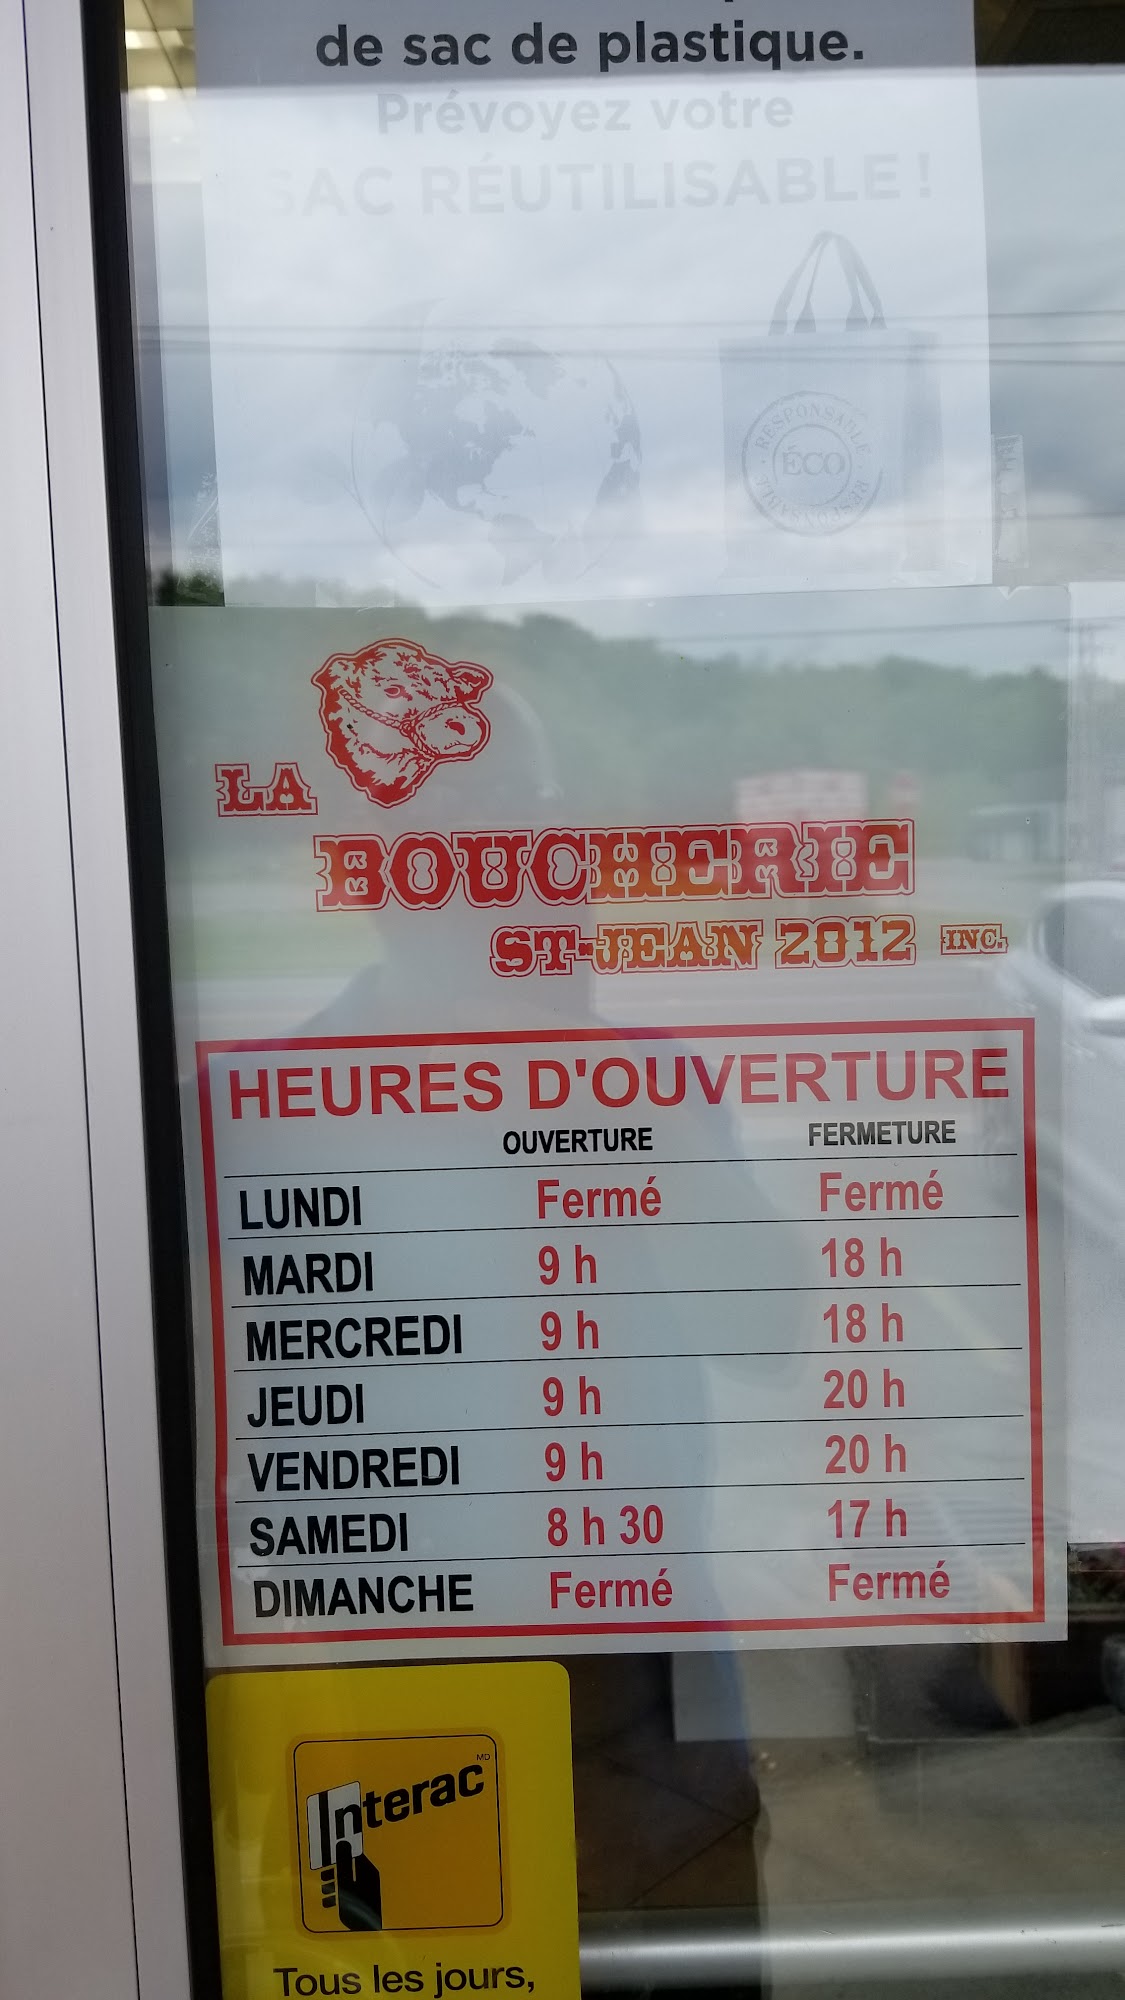 de sac de plastique.
Prévoyez votre
SAC RÉUTILISABLE !
RESPONSABLE · RESPONSABLE ·
ÉCO
LA
BOUCHERIE
ST-JEAN 2012 INC.
HEURES D'OUVERTURE
OUVERTURE FERMETURE
LUNDI Fermé Fermé
MARDI 9 h 18 h
MERCREDI 9 h 18 h
JEUDI 9 h 20 h
VENDREDI 9 h 20 h
SAMEDI 8 h 30 17 h
DIMANCHE Fermé Fermé
Interac MD
Tous les jours,